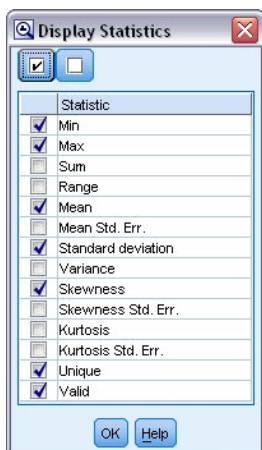 Display Statistics
Statistic
Min
Max
Sum
Range
Mean
Mean Std. Err.
Standard deviation
Variance
Skewness
Skewness Std. Err.
Kurtosis
Kurtosis Std. Err.
Unique
Valid
OK Help